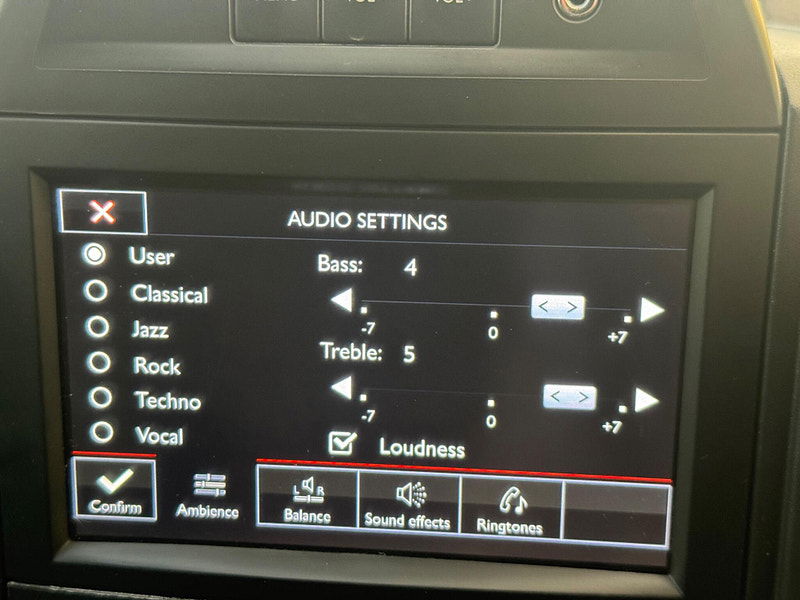 AUDIO SETTINGS
User
Classical
Jazz
Rock
Techno
Vocal
Bass: 4
-7 0 +7
Treble: 5
-7 0 +7
Loudness
Confirm
Ambience
L R
Balance
Sound effects
Ringtones